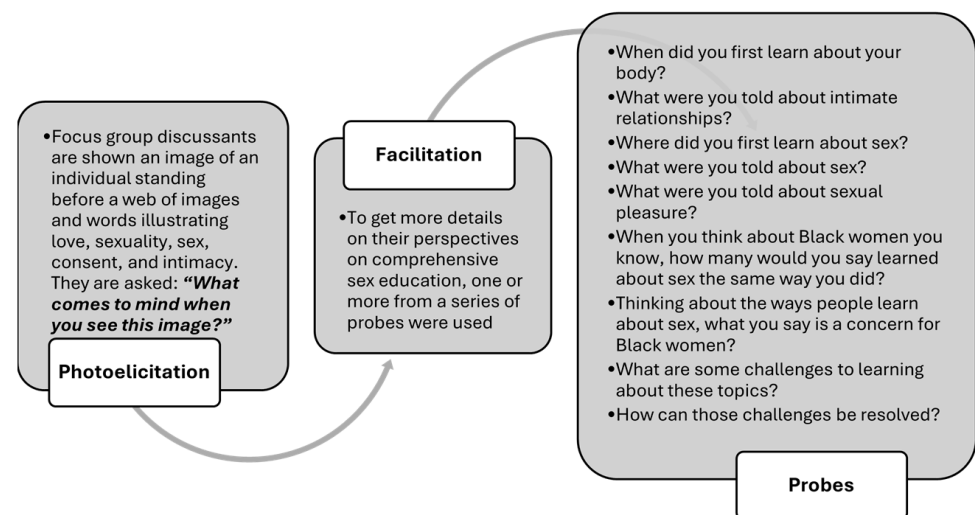 •Focus group discussants
are shown an image of an
individual standing
before a web of images
and words illustrating
love, sexuality, sex,
consent, and intimacy.
They are asked: “What
comes to mind when
you see this image?”
Photoelicitation
Facilitation
•To get more details
on their perspectives
on comprehensive
sex education, one or
more from a series of
probes were used
•When did you first learn about your
body?
•What were you told about intimate
relationships?
•Where did you first learn about sex?
•What were you told about sex?
•What were you told about sexual
pleasure?
•When you think about Black women you
know, how many would you say learned
about sex the same way you did?
•Thinking about the ways people learn
about sex, what you say is a concern for
Black women?
•What are some challenges to learning
about these topics?
•How can those challenges be resolved?
Probes